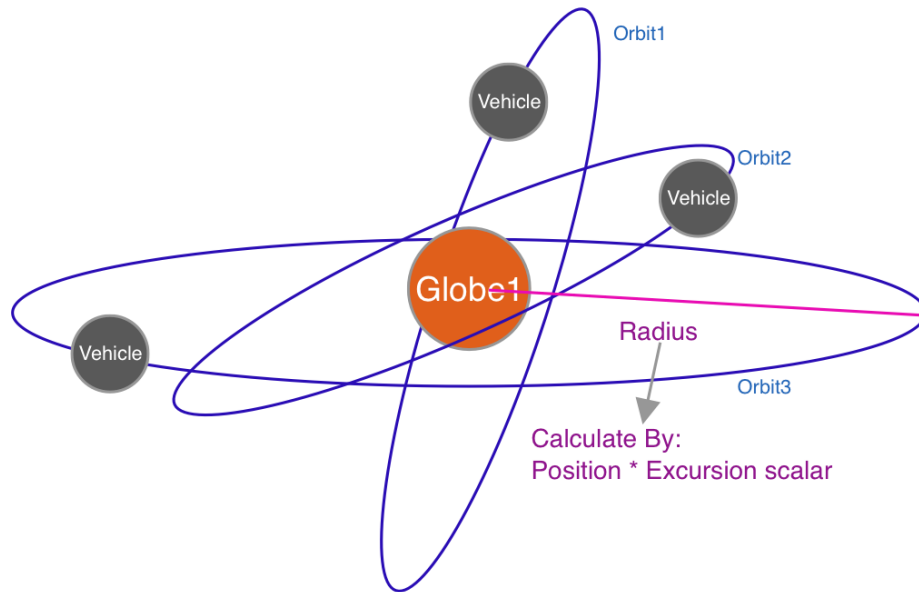 Orbit1
Vehicle
Orbit2
Vehicle
Globe1
Radius
Vehicle
Orbit3
Calculate By:
Position * Excursion scalar